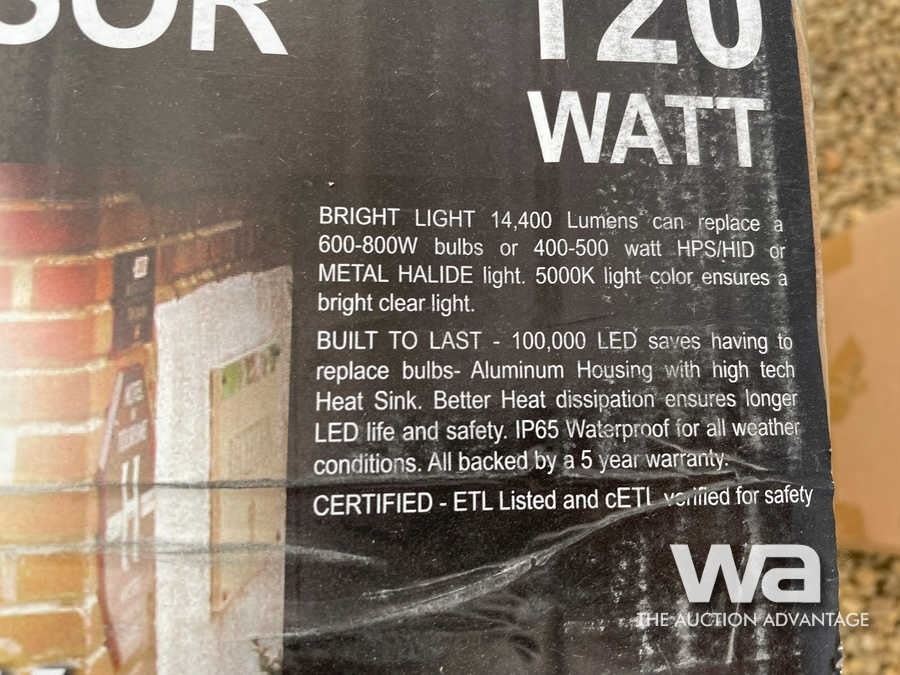 SOR
120
WATT
BRIGHT LIGHT 14,400 Lumens can replace a
600-800W bulbs or 400-500 watt HPS/HID or
METAL HALIDE light. 5000K light color ensures a
bright clear light.
BUILT TO LAST - 100,000 LED saves having to
replace bulbs- Aluminum Housing with high tech
Heat Sink. Better Heat dissipation ensures longer
LED life and safety. IP65 Waterproof for all weather
conditions. All backed by a 5 year warranty.
CERTIFIED - ETL Listed and cETL verified for safety
H
wa
THE AUCTION ADVANTAGE